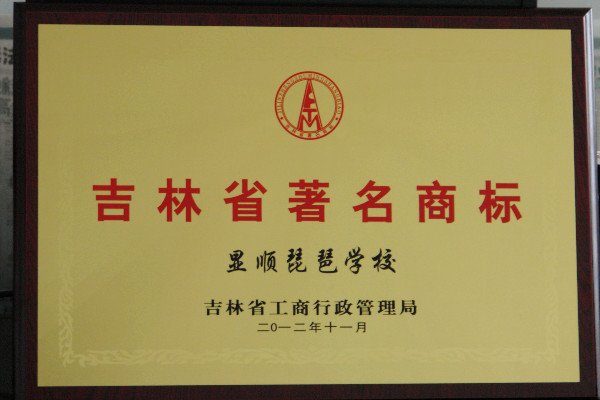 吉林省著名商标
显顺琵琶学校
吉林省工商行政管理局
二〇一二年十一月